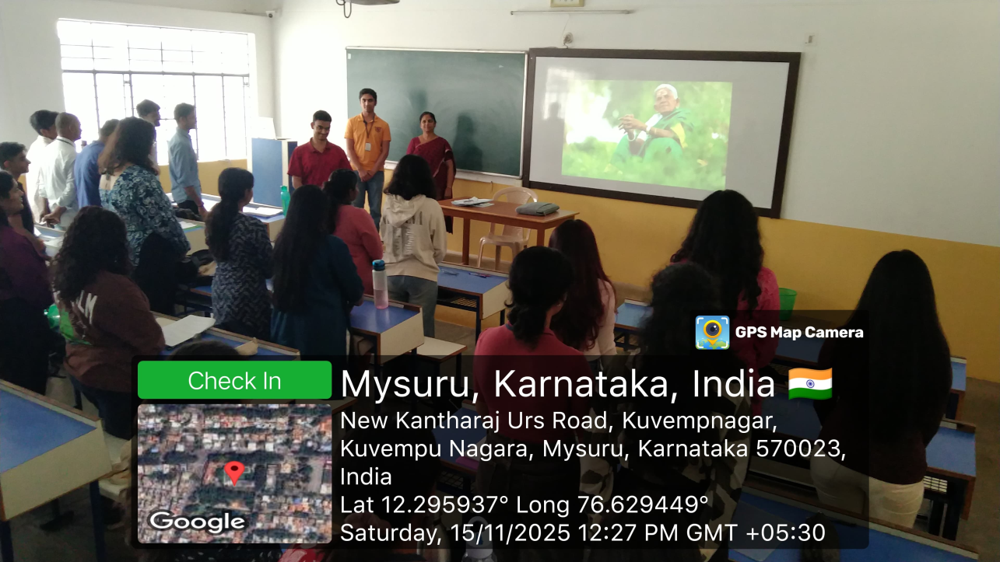 GPS Map Camera
Check In
Mysuru, Karnataka, India
New Kantharaj Urs Road, Kuvempnagar,
Kuvempu Nagara, Mysuru, Karnataka 570023,
India
Lat 12.295937° Long 76.629449°
Saturday, 15/11/2025 12:27 PM GMT +05:30
Google